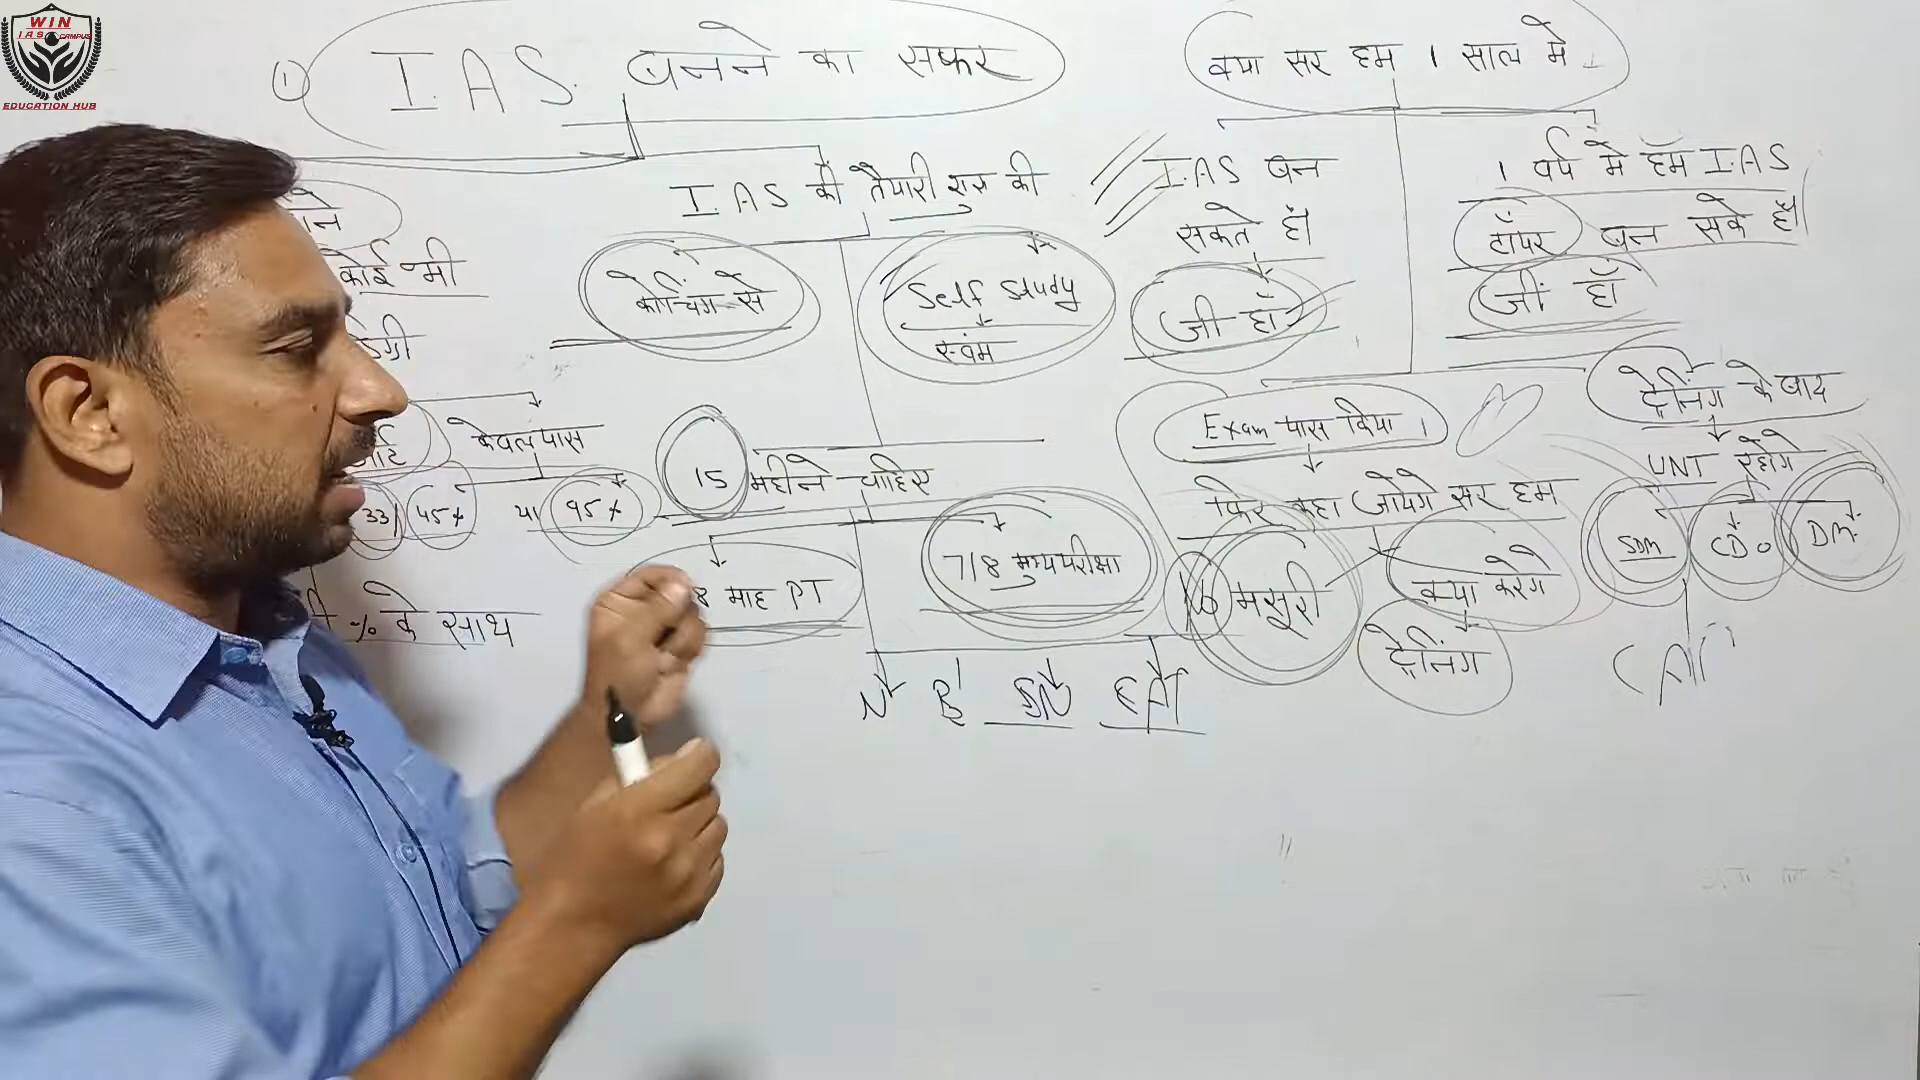 WIN
IAS CAMPUS
EDUCATION HUB
① I.A.S. बनने का सफर
कोई भी
केवल पास
33% 45% या 95%
% के साथ
I.A.S की तैयारी शुरू की
कोचिंग से
Self Study
स्वंम
15 महीने चाहिए
8 माह PT
7/8 मुख्यपरीक्षा
क्या सर हम 1 साल में
I.A.S बन
सकते हैं।
जी हाँ
1 वर्ष में हम I.A.S
टॉपर बन सके हैं।
जी हाँ
Exam पास किया।
फिर कहा जायेंगे सर हम
मसूरी
क्या करेंगे
ट्रेनिंग
ट्रेनिंग के बाद
UNT रहोगे
SDM CDO DM